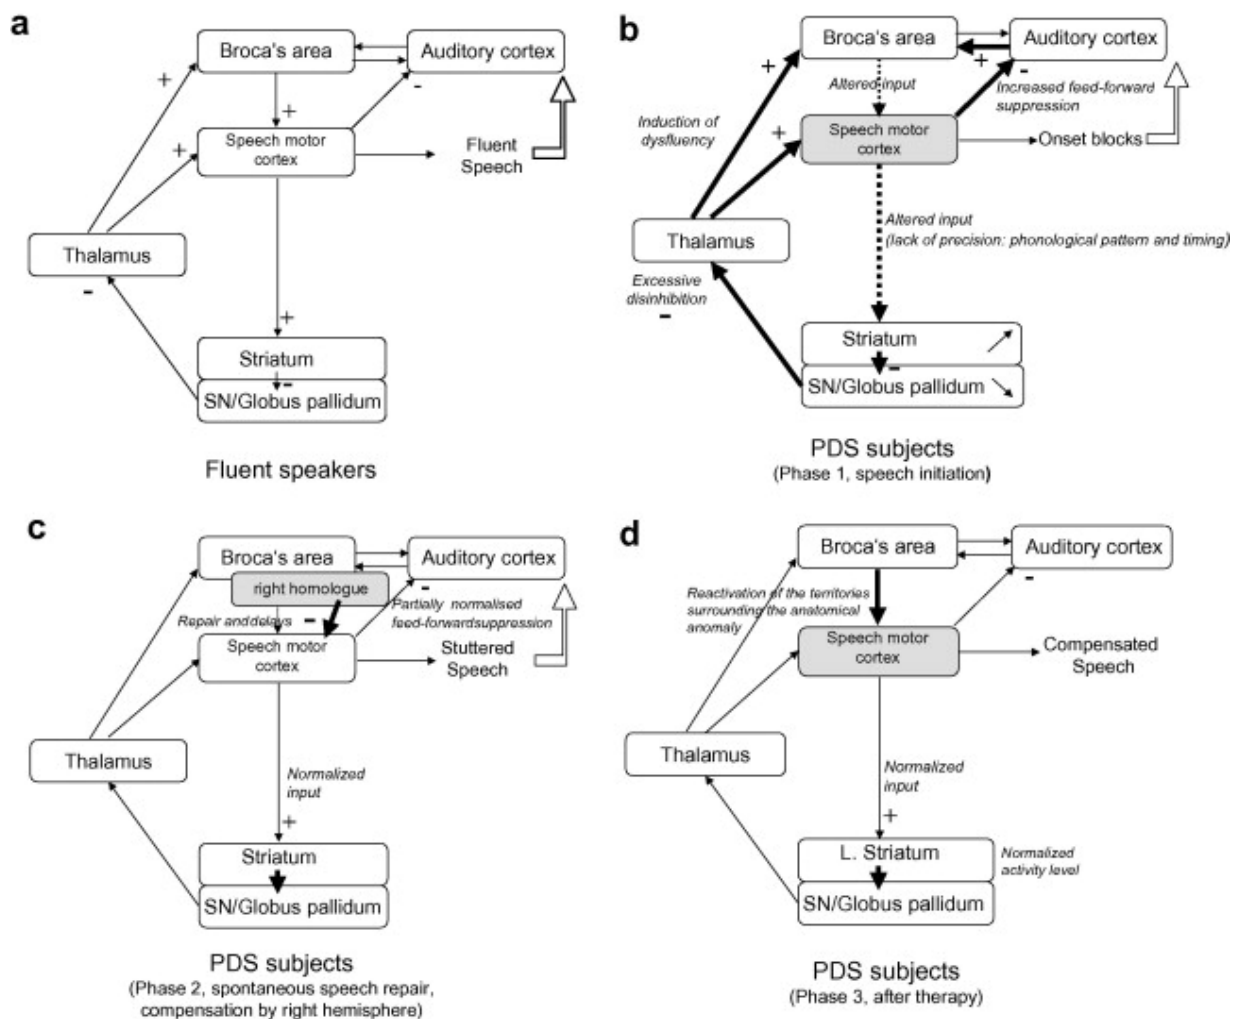 a
Broca's area
Auditory cortex
+
+
-
Speech motor
cortex
+
Fluent
Speech
Thalamus
-
+
Striatum
-
SN/Globus pallidum
Fluent speakers
b
Broca's area
Auditory cortex
+
+
-
Altered input
Increased feed-forward
suppression
Induction of
dysfluency
+
Speech motor
cortex
Onset blocks
Thalamus
Altered input
(lack of precision: phonological pattern and timing)
Excessive
disinhibition
-
Striatum
-
SN/Globus pallidum
PDS subjects
(Phase 1, speech initiation)
c
Broca's area
Auditory cortex
right homologue
-
Repair and delays
-
Partially normalised
feed-forward suppression
Speech motor
cortex
Stuttered
Speech
Thalamus
Normalized
input
+
Striatum
SN/Globus pallidum
PDS subjects
(Phase 2, spontaneous speech repair,
compensation by right hemisphere)
d
Broca's area
Auditory cortex
-
Reactivation of the territories
surrounding the anatomical
anomaly
Speech motor
cortex
Compensated
Speech
Thalamus
Normalized
input
+
L. Striatum
Normalized
activity level
SN/Globus pallidum
PDS subjects
(Phase 3, after therapy)